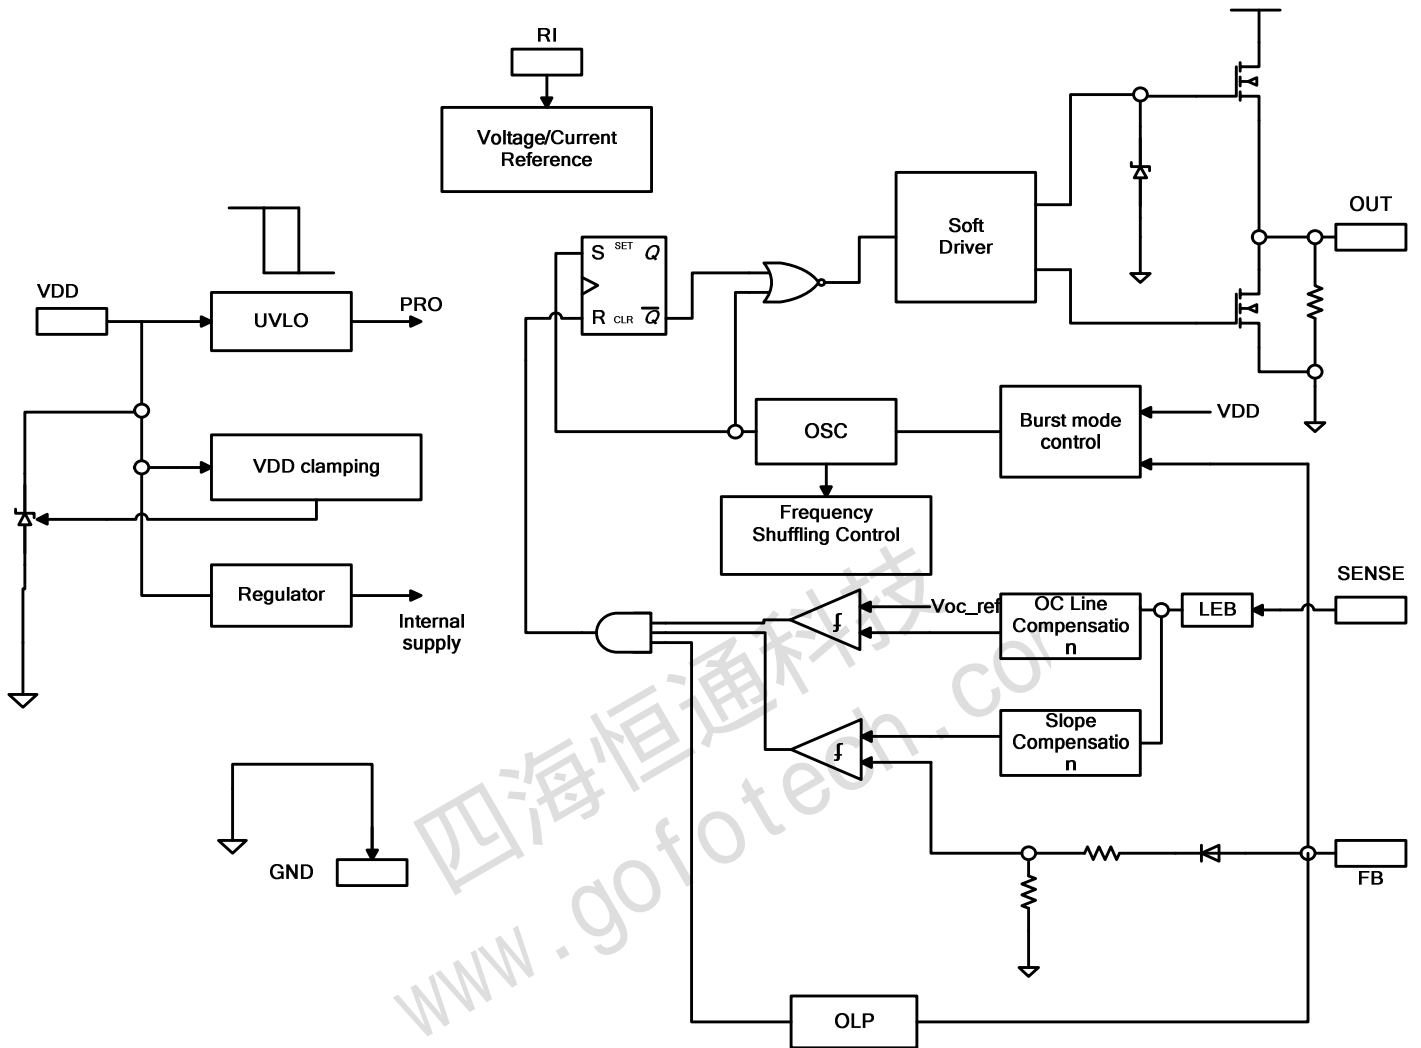 RI
Voltage/Current
Reference
Soft
Driver
OUT
S SET Q
R CLR Q
VDD
UVLO
PRO
VDD clamping
OSC
Burst mode
control
VDD
Frequency
Shuffling Control
Regulator
Internal
supply
Voc_ref
OC Line
Compensatio
n
LEB
SENSE
Slope
Compensatio
n
GND
FB
OLP
四海恒通科技
www.gofotech.com